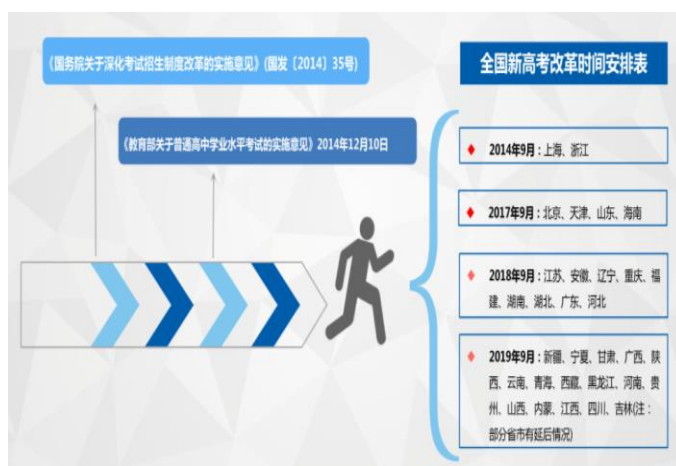 《国务院关于深化考试招生制度改革的实施意见》(国发〔2014〕35号)
《教育部关于普通高中学业水平考试的实施意见》2014年12月10日
全国新高考改革时间安排表
2014年9月：上海、浙江
2017年9月：北京、天津、山东、海南
2018年9月：江苏、安徽、辽宁、重庆、福
建、湖南、湖北、广东、河北
2019年9月：新疆、宁夏、甘肃、广西、陕
西、云南、青海、西藏、黑龙江、河南、贵
州、山西、内蒙、江西、四川、吉林(注：
部分省市有延后情况)